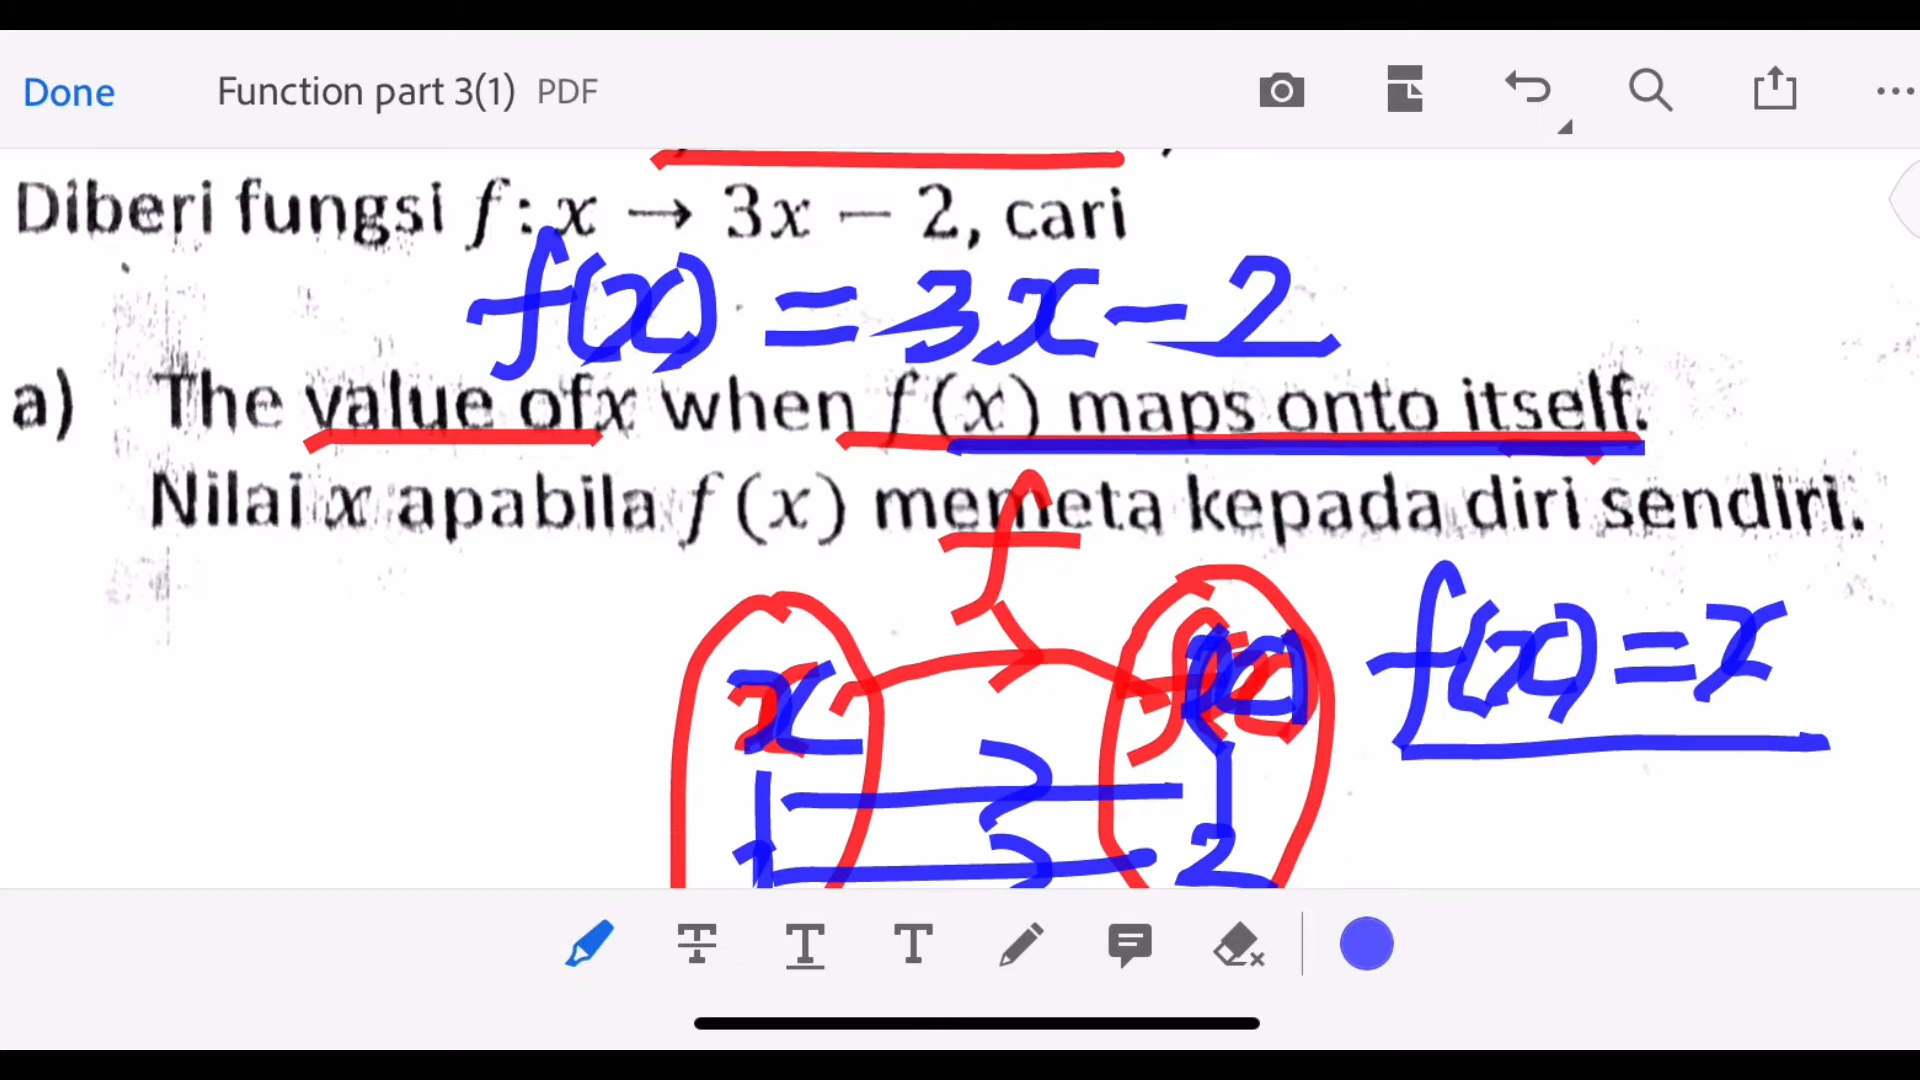 Done Function part 3(1) PDF
Diberi fungsi f: x → 3x − 2, cari
f(x) = 3x − 2
a) The value of x when f(x) maps onto itself.
Nilai x apabila f(x) memeta kepada diri sendiri.
f
x f(x) f(x) = x
1 1
2 2